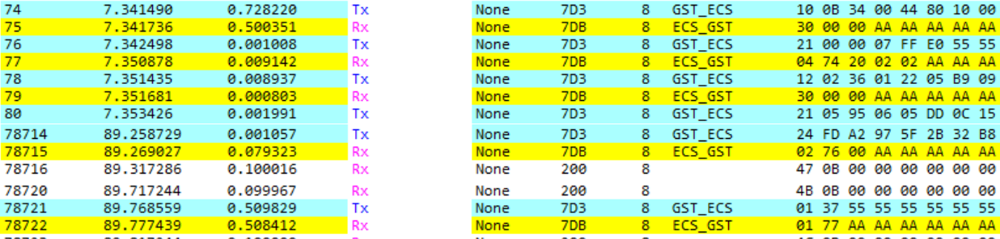 74 7.341490 0.728220 Tx None 7D3 8 GST_ECS 10 0B 34 00 44 80 10 00
75 7.341736 0.500351 Rx None 7DB 8 ECS_GST 30 00 00 AA AA AA AA AA
76 7.342498 0.001008 Tx None 7D3 8 GST_ECS 21 00 00 07 FF E0 55 55
77 7.350878 0.009142 Rx None 7DB 8 ECS_GST 04 74 20 02 02 AA AA AA
78 7.351435 0.008937 Tx None 7D3 8 GST_ECS 12 02 36 01 22 05 B9 09
79 7.351681 0.000803 Rx None 7DB 8 ECS_GST 30 00 00 AA AA AA AA AA
80 7.353426 0.001991 Tx None 7D3 8 GST_ECS 21 05 95 06 05 DD 0C 15
78714 89.258729 0.001057 Tx None 7D3 8 GST_ECS 24 FD A2 97 5F 2B 32 B8
78715 89.269027 0.079323 Rx None 7DB 8 ECS_GST 02 76 00 AA AA AA AA AA
78716 89.317286 0.100016 Rx None 200 8 47 0B 00 00 00 00 00 00
78720 89.717244 0.099967 Rx None 200 8 4B 0B 00 00 00 00 00 00
78721 89.768559 0.509829 Tx None 7D3 8 GST_ECS 01 37 55 55 55 55 55 55
78722 89.777439 0.508412 Rx None 7DB 8 ECS_GST 01 77 AA AA AA AA AA AA